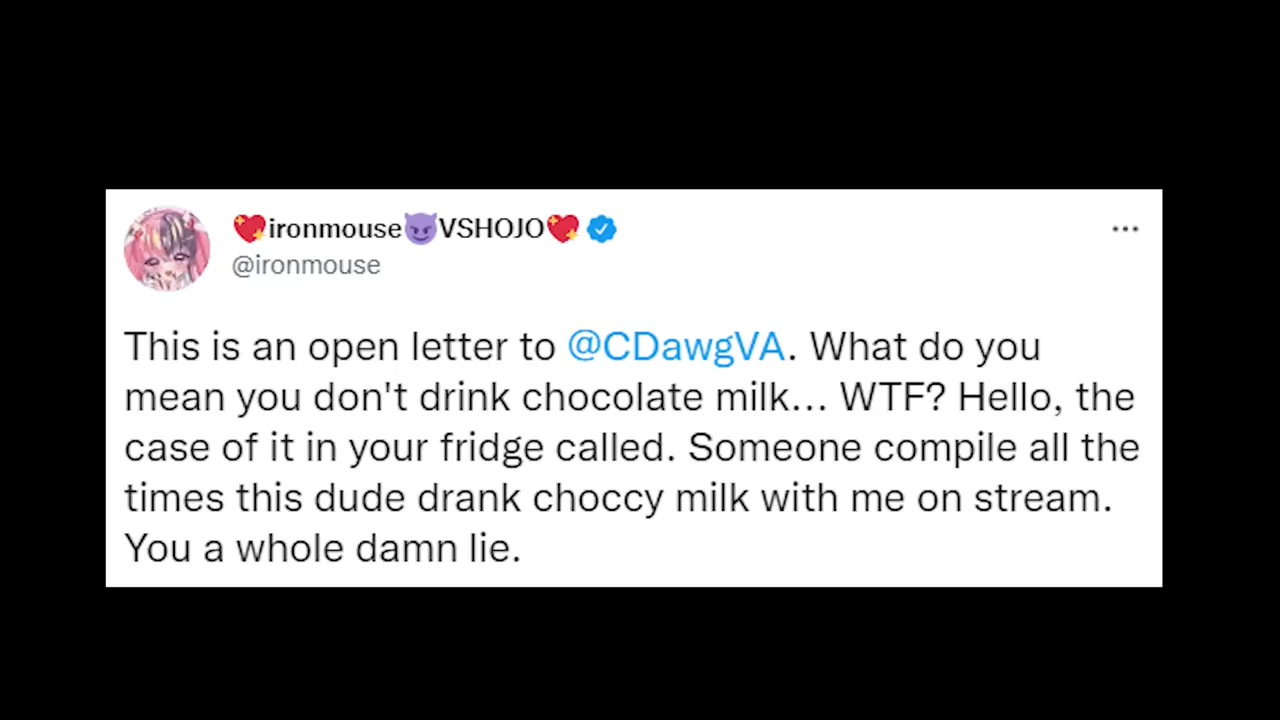 💖ironmouse😈VSHOJO💖
@ironmouse
This is an open letter to @CDawgVA. What do you
mean you don't drink chocolate milk... WTF? Hello, the
case of it in your fridge called. Someone compile all the
times this dude drank choccy milk with me on stream.
You a whole damn lie.